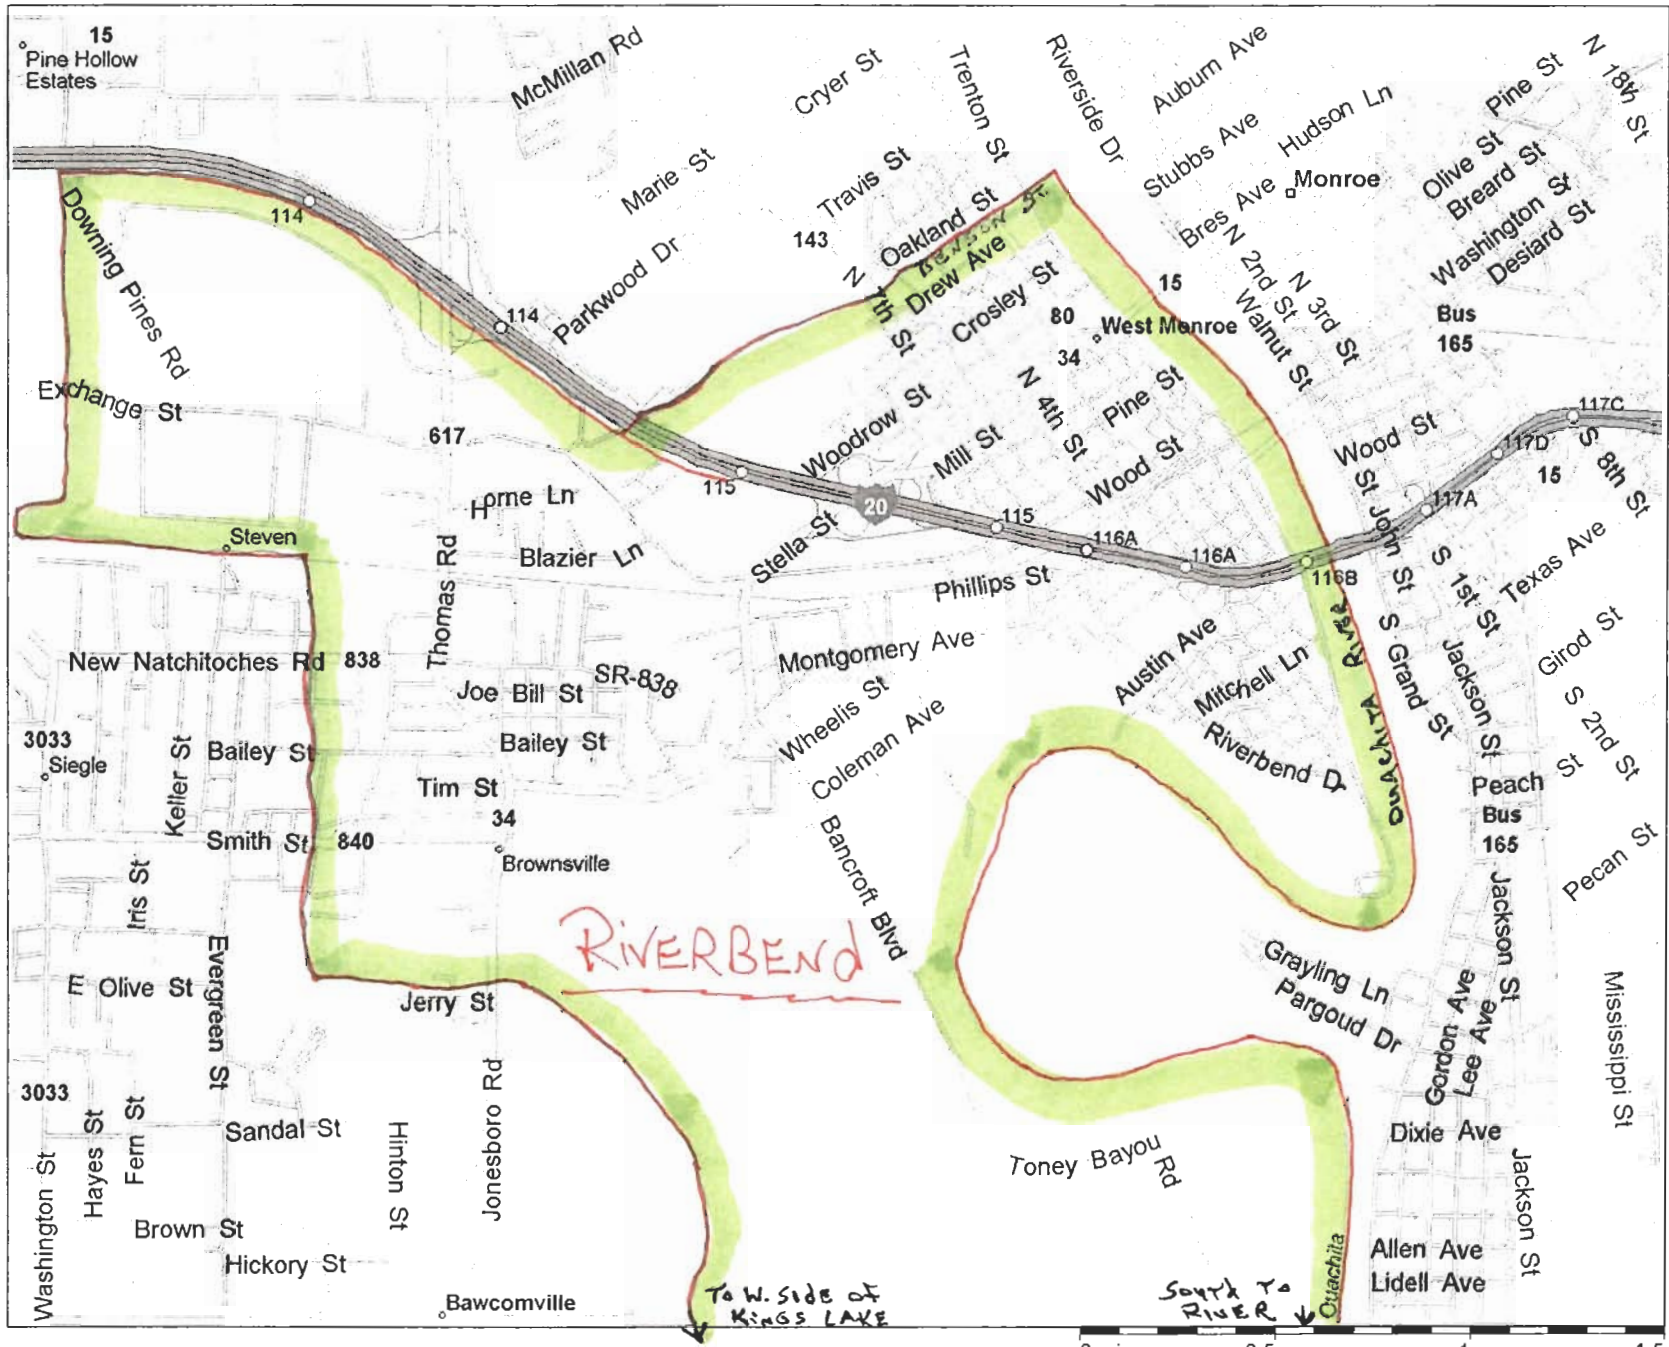 15
Pine Hollow
Estates
McMillan Rd
Cryer St
Trenton St
Riverside Dr
Auburn Ave
Pine St
N 18th St
Hudson Ln
Stubbs Ave
Olive St
Breard St
Marie St
Travis St
Monroe
Bres Ave
Washington St
Desiard St
114
Downing Pines Rd
Parkwood Dr
143
Oakland St
BENSON St.
Drew Ave
N 7th St
N 2nd St
N 3rd St
Walnut St
15
Crosley St
80
West Monroe
34
Bus
165
114
Exchange St
617
Woodrow St
N 4th St
Pine St
Mill St
Wood St
Wood St
117C
117D
S 8th St
15
117A
115
20
Horne Ln
Steven
Blazier Ln
Thomas Rd
Stella St
115
116A
116A
116B
Phillips St
St John St
S 1st St
Texas Ave
New Natchitoches Rd
838
Joe Bill St
SR-838
Montgomery Ave
Austin Ave
Mitchell Ln
OUACHITA RIVER
S Grand St
Jackson St
Girod St
S 2nd St
3033
Siegle
Keller St
Bailey St
Bailey St
Wheelis St
Coleman Ave
Riverbend Dr
Peach St
Tim St
34
Bus
165
Smith St
840
Brownsville
Bancroft Blvd
Pecan St
Iris St
RIVERBENd
Jackson St
E Olive St
Evergreen St
Jerry St
Grayling Ln
Pargoud Dr
Gordon Ave
Lee Ave
Mississippi St
3033
Hayes St
Fern St
Sandal St
Hinton St
Jonesboro Rd
Toney Bayou Rd
Dixie Ave
Washington St
Brown St
Hickory St
Jackson St
Allen Ave
Lidell Ave
Bawcomville
To W. Side of
KINGS LAKE
South To
RIVER
Ouachita
0.5
1
1.5